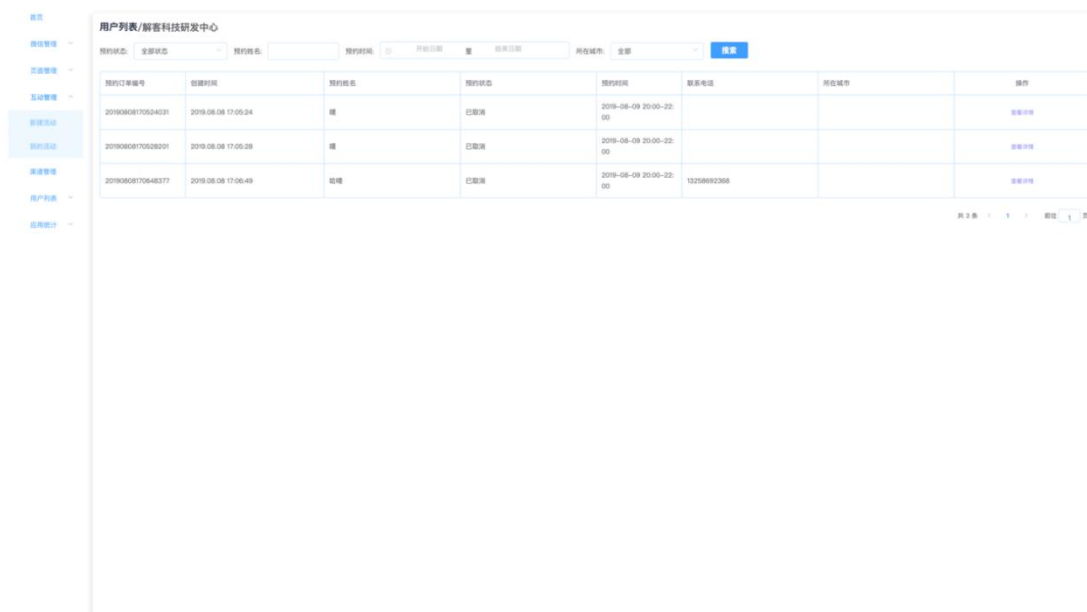 首页
微信管理
页面管理
互动管理
新建活动
我的活动
渠道管理
用户列表
应用统计
用户列表/解客科技研发中心
预约状态: 全部状态 预约姓名: 预约时间: 开始日期 至 结束日期 所在城市: 全部 搜索
预约订单编号 创建时间 预约姓名 预约状态 预约时间 联系电话 所在城市 操作
20190808170524031 2019.08.08 17:05:24 已取消 2019-08-09 20:00-22:00 查看详情
20190808170528201 2019.08.08 17:05:28 已取消 2019-08-09 20:00-22:00 查看详情
20190808170648377 2019.08.08 17:06:49 已取消 2019-08-09 20:00-22:00 13258692368 查看详情
共 3 条 1 前往 1 页